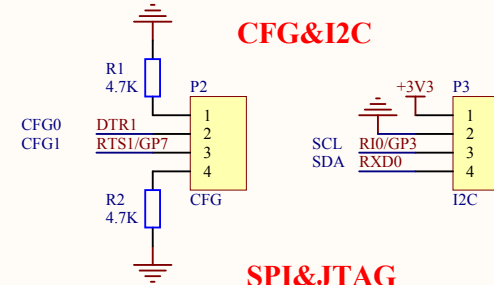 CFG&I2C
R1
4.7K
P2
1
2
3
4
CFG0 DTR1
CFG1 RTS1/GP7
R2
4.7K
CFG
+3V3
P3
1
2
3
4
SCL RI0/GP3
SDA RXD0
I2C
SPI&JTAG